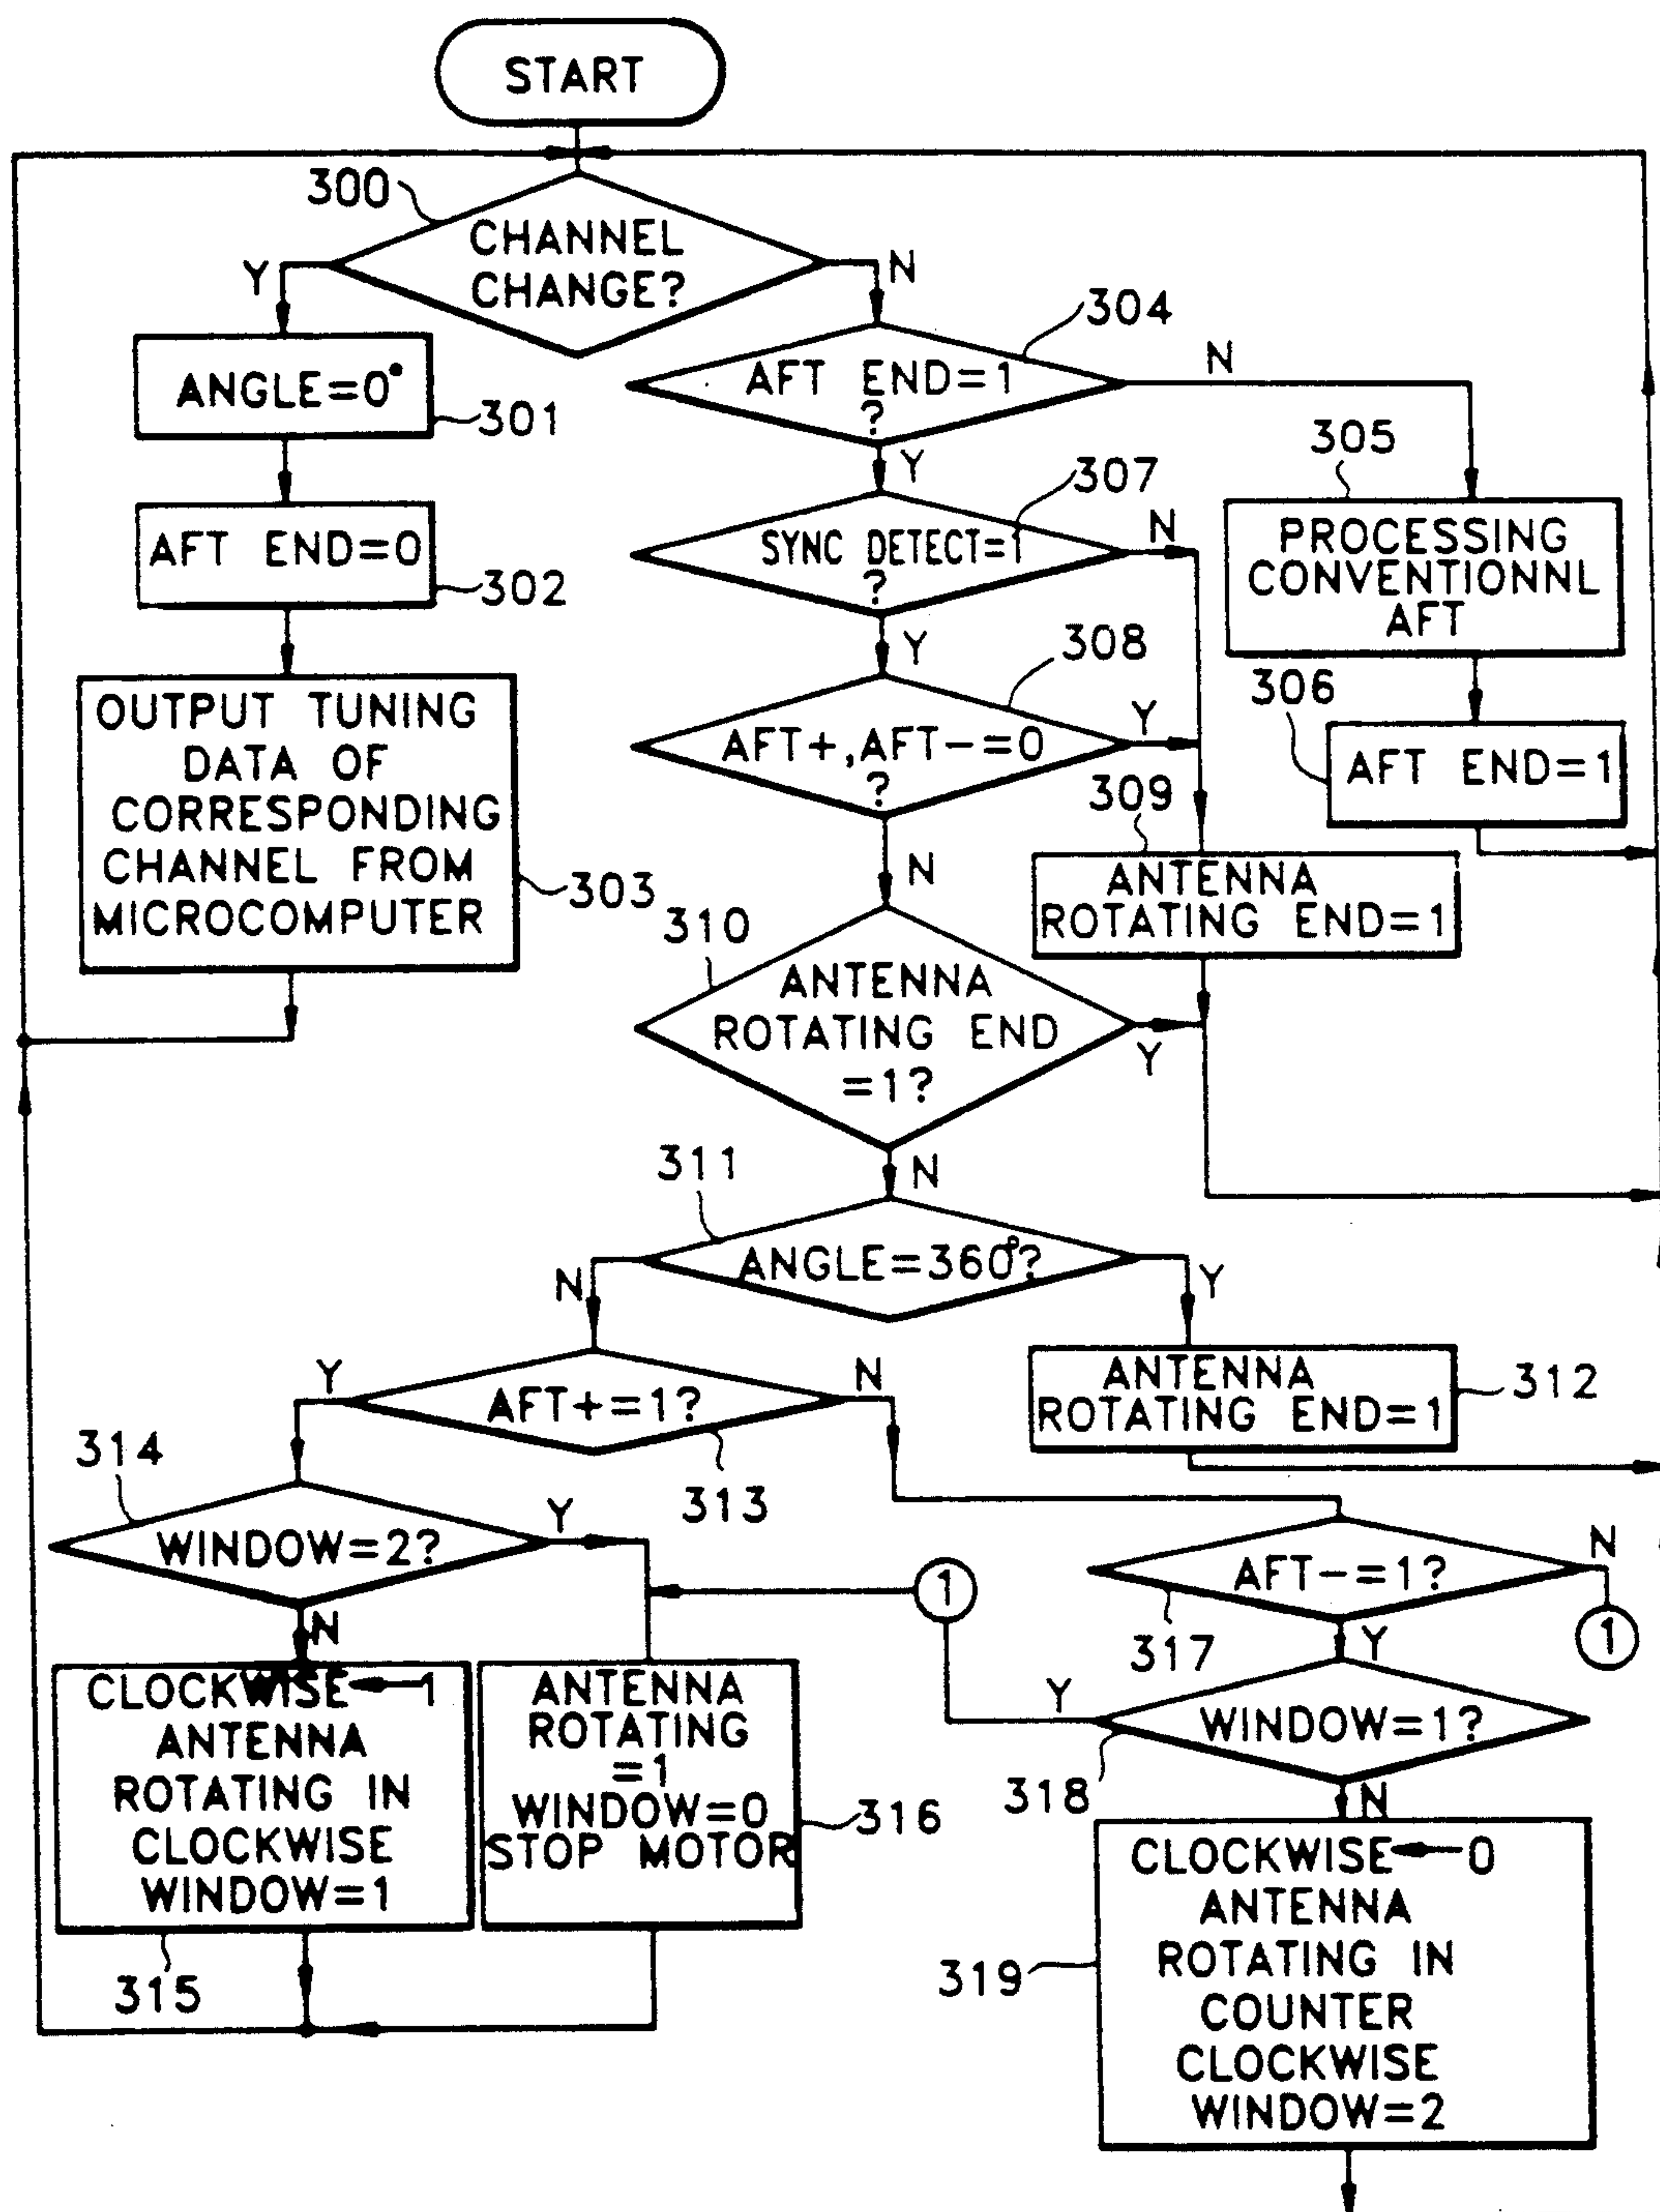 START
300
CHANNEL
CHANGE?
Y
N
ANGLE=0°
301
AFT END=0
302
OUTPUT TUNING
DATA OF
CORRESPONDING
CHANNEL FROM
MICROCOMPUTER
303
304
AFT END=1
?
N
Y
305
PROCESSING
CONVENTIONNL
AFT
306
AFT END=1
307
SYNC DETECT=1
?
N
Y
308
AFT+,AFT-=0
?
Y
N
309
ANTENNA
ROTATING END=1
310
ANTENNA
ROTATING END
=1?
Y
N
311
ANGLE=360°?
N
Y
ANTENNA
ROTATING END=1
312
Y
AFT+=1?
N
313
314
WINDOW=2?
Y
N
CLOCKWISE←1
ANTENNA
ROTATING IN
CLOCKWISE
WINDOW=1
315
ANTENNA
ROTATING
=1
WINDOW=0
STOP MOTOR
316
1
AFT-=1?
N
1
317
Y
Y
WINDOW=1?
318
N
CLOCKWISE←0
ANTENNA
ROTATING IN
COUNTER
CLOCKWISE
WINDOW=2
319